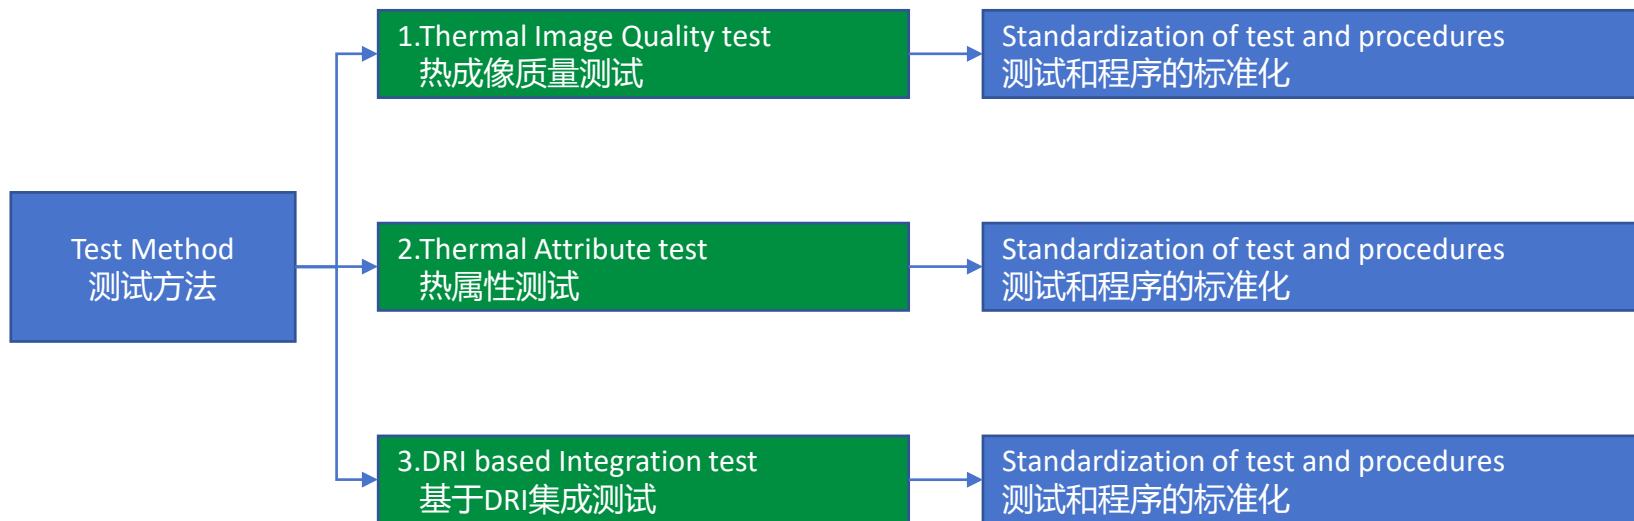 1.Thermal Image Quality test
热成像质量测试
Standardization of test and procedures
测试和程序的标准化
Test Method
测试方法
2.Thermal Attribute test
热属性测试
Standardization of test and procedures
测试和程序的标准化
3.DRI based Integration test
基于DRI集成测试
Standardization of test and procedures
测试和程序的标准化